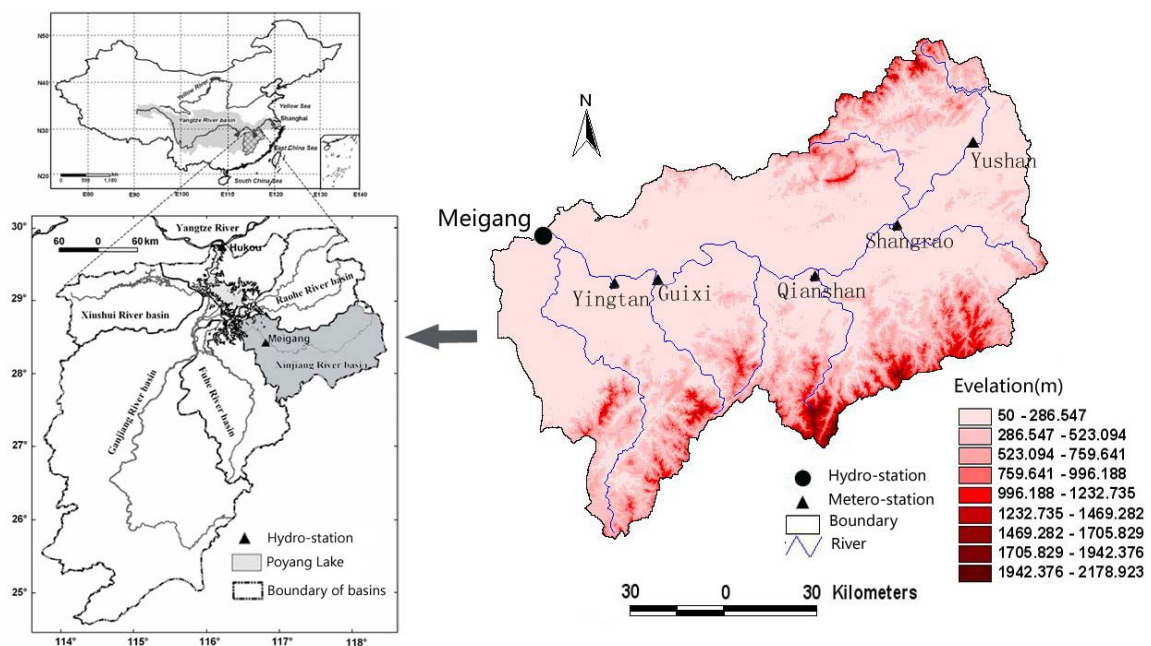 N50
N40
N30
N20
E80
E90
E100
E110
E120
E130
E140
Yellow River
Yangtze River basin
Yellow Sea
Shanghai
East China Sea
South China Sea
30°
29°
28°
27°
26°
25°
114°
115°
116°
117°
118°
60 0 60 km
Yangtze River
Hukou
Raohe River basin
Xiushui River basin
Meigang
Xinjiang River basin
Fuhe River basin
Ganjiang River basin
Hydro-station
Poyang Lake
Boundary of basins
N
Yushan
Meigang
Shangrao
Yingtan
Guixi
Qianshan
Evelation(m)
50 - 286.547
286.547 - 523.094
523.094 - 759.641
759.641 - 996.188
996.188 - 1232.735
1232.735 - 1469.282
1469.282 - 1705.829
1705.829 - 1942.376
1942.376 - 2178.923
Hydro-station
Metero-station
Boundary
River
30 0 30 Kilometers